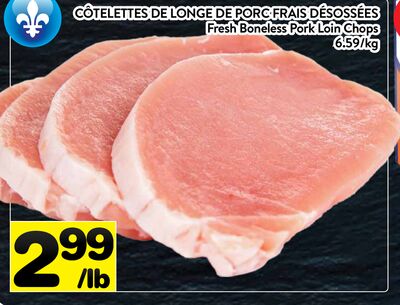 CÔTELETTES DE LONGE DE PORC FRAIS DÉSOSSÉES
Fresh Boneless Pork Loin Chops
6.59/kg
2.99
/lb